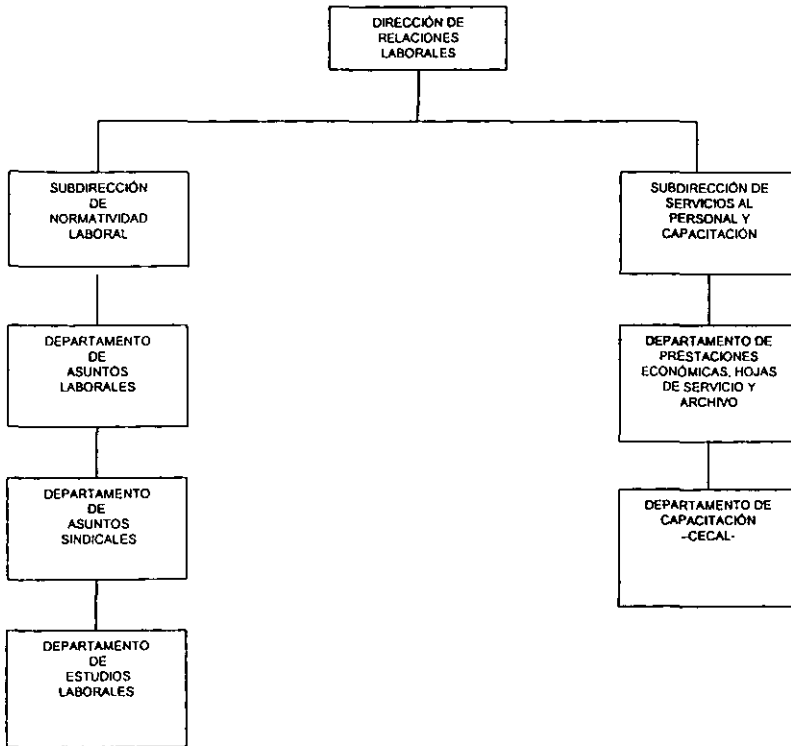 DIRECCIÓN DE
RELACIONES
LABORALES
SUBDIRECCIÓN
DE
NORMATIVIDAD
LABORAL
SUBDIRECCIÓN DE
SERVICIOS AL
PERSONAL Y
CAPACITACIÓN
DEPARTAMENTO
DE
ASUNTOS
LABORALES
DEPARTAMENTO DE
PRESTACIONES
ECONÓMICAS, HOJAS
DE SERVICIO Y
ARCHIVO
DEPARTAMENTO
DE
ASUNTOS
SINDICALES
DEPARTAMENTO DE
CAPACITACIÓN
-CECAL-
DEPARTAMENTO
DE
ESTUDIOS
LABORALES